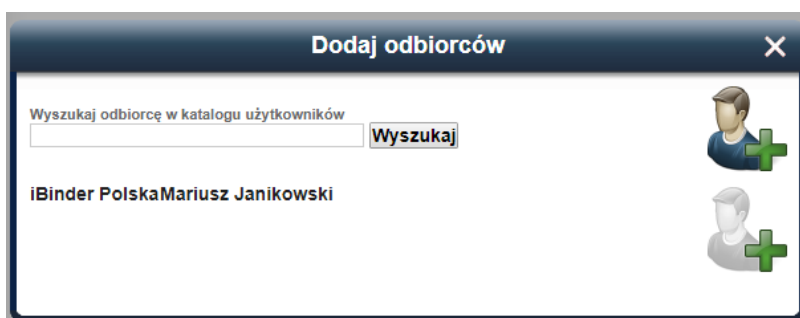 Dodaj odbiorców
Wyszukaj odbiorcę w katalogu użytkowników
Wyszukaj
iBinder PolskaMariusz Janikowski